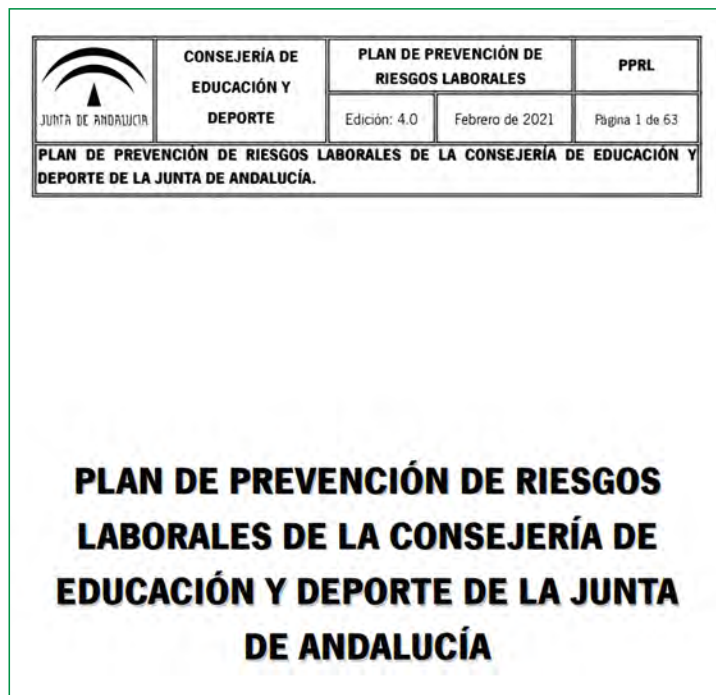 JUNTA DE ANDALUCIA
CONSEJERÍA DE
EDUCACIÓN Y
DEPORTE
PLAN DE PREVENCIÓN DE
RIESGOS LABORALES
PPRL
Edición: 4.0
Febrero de 2021
Página 1 de 63
PLAN DE PREVENCIÓN DE RIESGOS LABORALES DE LA CONSEJERÍA DE EDUCACIÓN Y
DEPORTE DE LA JUNTA DE ANDALUCÍA.
PLAN DE PREVENCIÓN DE RIESGOS
LABORALES DE LA CONSEJERÍA DE
EDUCACIÓN Y DEPORTE DE LA JUNTA
DE ANDALUCÍA